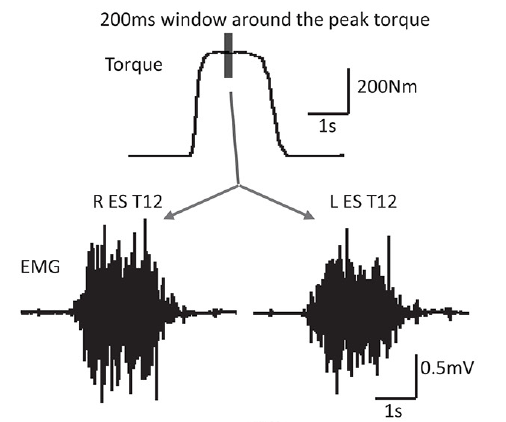 200ms window around the peak torque
Torque
200Nm
1s
R ES T12
L ES T12
EMG
0.5mV
1s